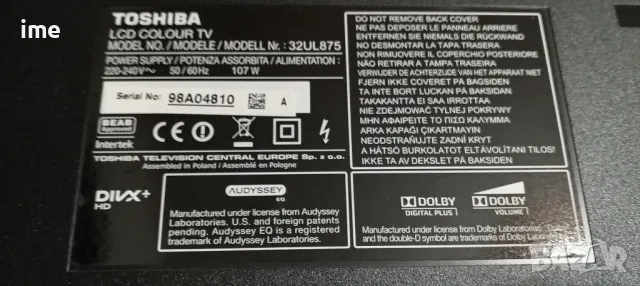 ime
TOSHIBA
LCD COLOUR TV
MODEL NO. / MODELE / MODELL Nr. : 32UL875
POWER SUPPLY / POTENZA ASSORBITA / ALIMENTATION :
220-240V~ 50 / 60Hz 107 W
Serial No: 98A04810 A
BEAB
Approved
Intertek
TOSHIBA TELEVISION CENTRAL EUROPE Sp. z o.o.
Assembled in Poland / Assemblé en Pologne
DO NOT REMOVE BACK COVER
NE PAS DEPOSER LE PANNEAU ARRIERE
ENTFERNEN SIE NIEMALS DIE RÜCKWAND
NO DESMONTAR LA TAPA TRASERA
NON RIMUOVERE IL COPERCHIO POSTERIORE
NÃO RETIRAR A TAMPA TRASEIRA
VERWIJDER DE ACHTERZIJDE VAN HET APPARAAT NIET
FJERN IKKE COVERET PÅ BAGSIDEN
TA INTE BORT LUCKAN PÅ BAKSIDAN
TAKAKANTTA EI SAA IRROTTAA
NIE ZDEJMOWAĆ TYLNEJ POKRYWY
ΜΗΝ ΑΦΑΙΡΕΙΤΕ ΤΟ ΠΙΣΩ ΚΑΛΥΜΜΑ
ARKA KAPAĞI ÇIKARMAYINIZ
NEODSTRAŇUJTE ZADNÍ KRYT
A HÁTSÓ BURKOLATOT ELTÁVOLÍTANI TILOS!
IKKE TA AV DEKSLET PÅ BAKSIDEN
DIVX+
HD
AUDYSSEY
EQ
Manufactured under license from Audyssey
Laboratories. U.S. and foreign patents
pending. Audyssey EQ is a registered
trademark of Audyssey Laboratories.
DOLBY
DIGITAL PLUS
DOLBY
VOLUME
Manufactured under license from Dolby Laboratories. Dolby
and the double-D symbol are trademarks of Dolby Laboratories.
BAZAR